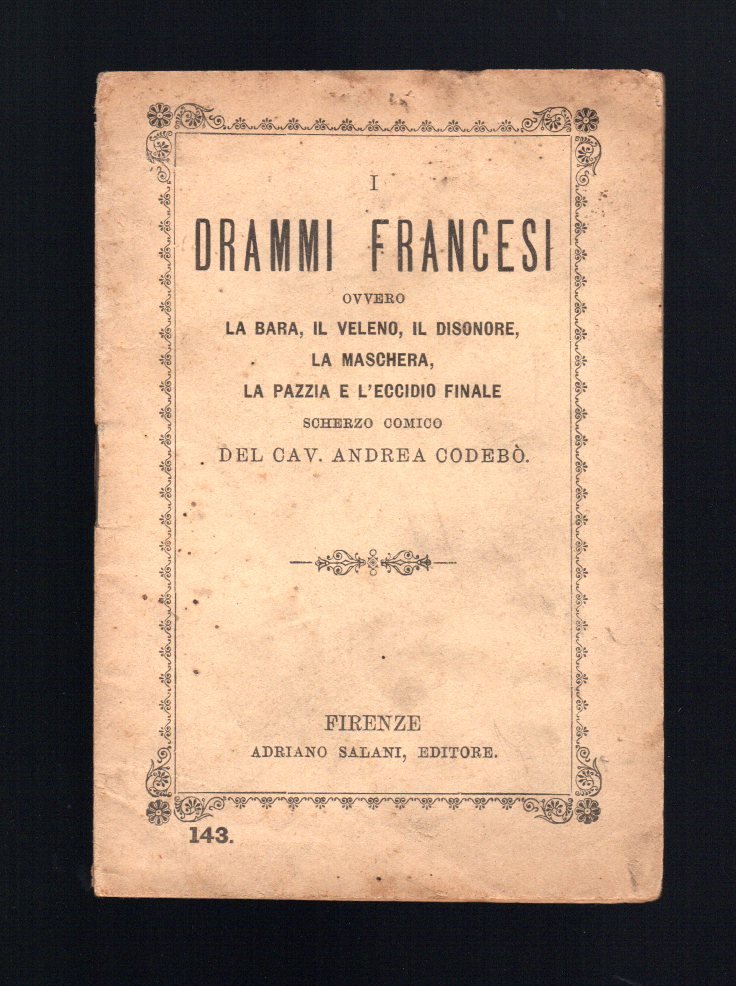 I
DRAMMI FRANCESI
OVVERO
LA BARA, IL VELENO, IL DISONORE,
LA MASCHERA,
LA PAZZIA E L'ECCIDIO FINALE
SCHERZO COMICO
DEL CAV. ANDREA CODEBÒ.
FIRENZE
ADRIANO SALANI, EDITORE.
143.